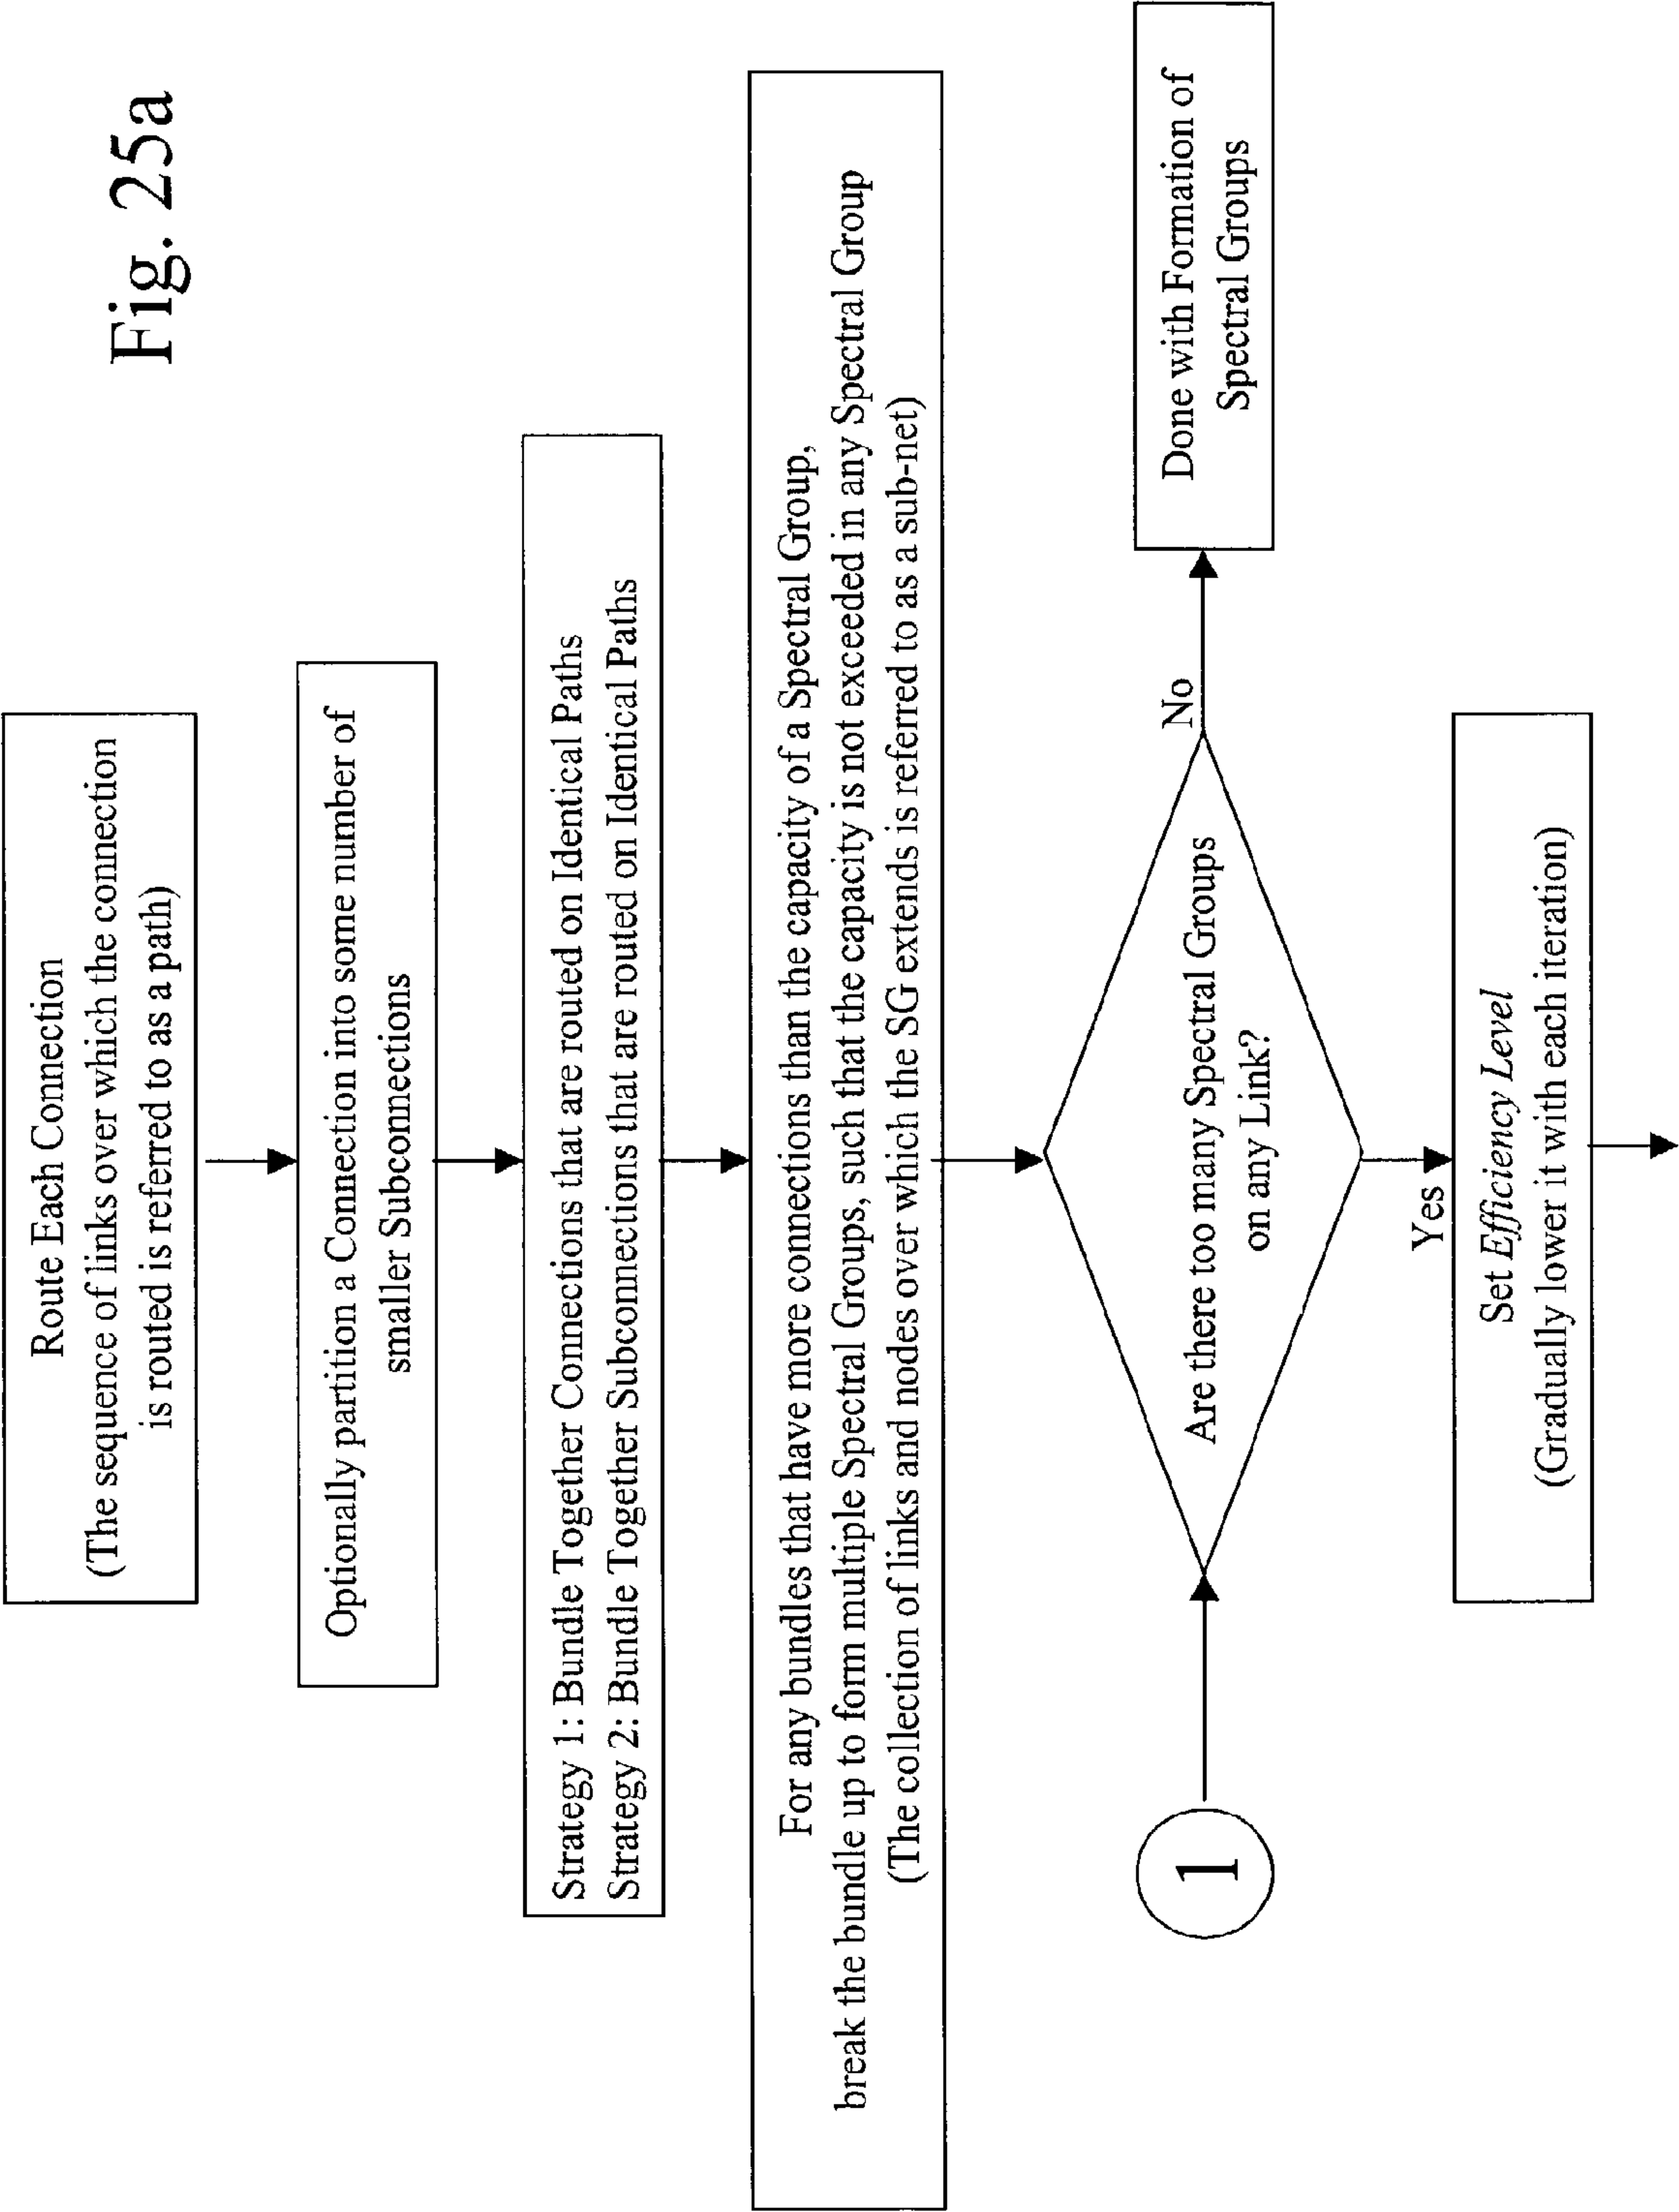 Fig. 25a
Route Each Connection
(The sequence of links over which the connection
is routed is referred to as a path)
Optionally partition a Connection into some number of
smaller Subconnections
Strategy 1: Bundle Together Connections that are routed on Identical Paths
Strategy 2: Bundle Together Subconnections that are routed on Identical Paths
For any bundles that have more connections than the capacity of a Spectral Group,
break the bundle up to form multiple Spectral Groups, such that the capacity is not exceeded in any Spectral Group
(The collection of links and nodes over which the SG extends is referred to as a sub-net)
1
Are there too many Spectral Groups
on any Link?
No
Done with Formation of
Spectral Groups
Yes
Set Efficiency Level
(Gradually lower it with each iteration)